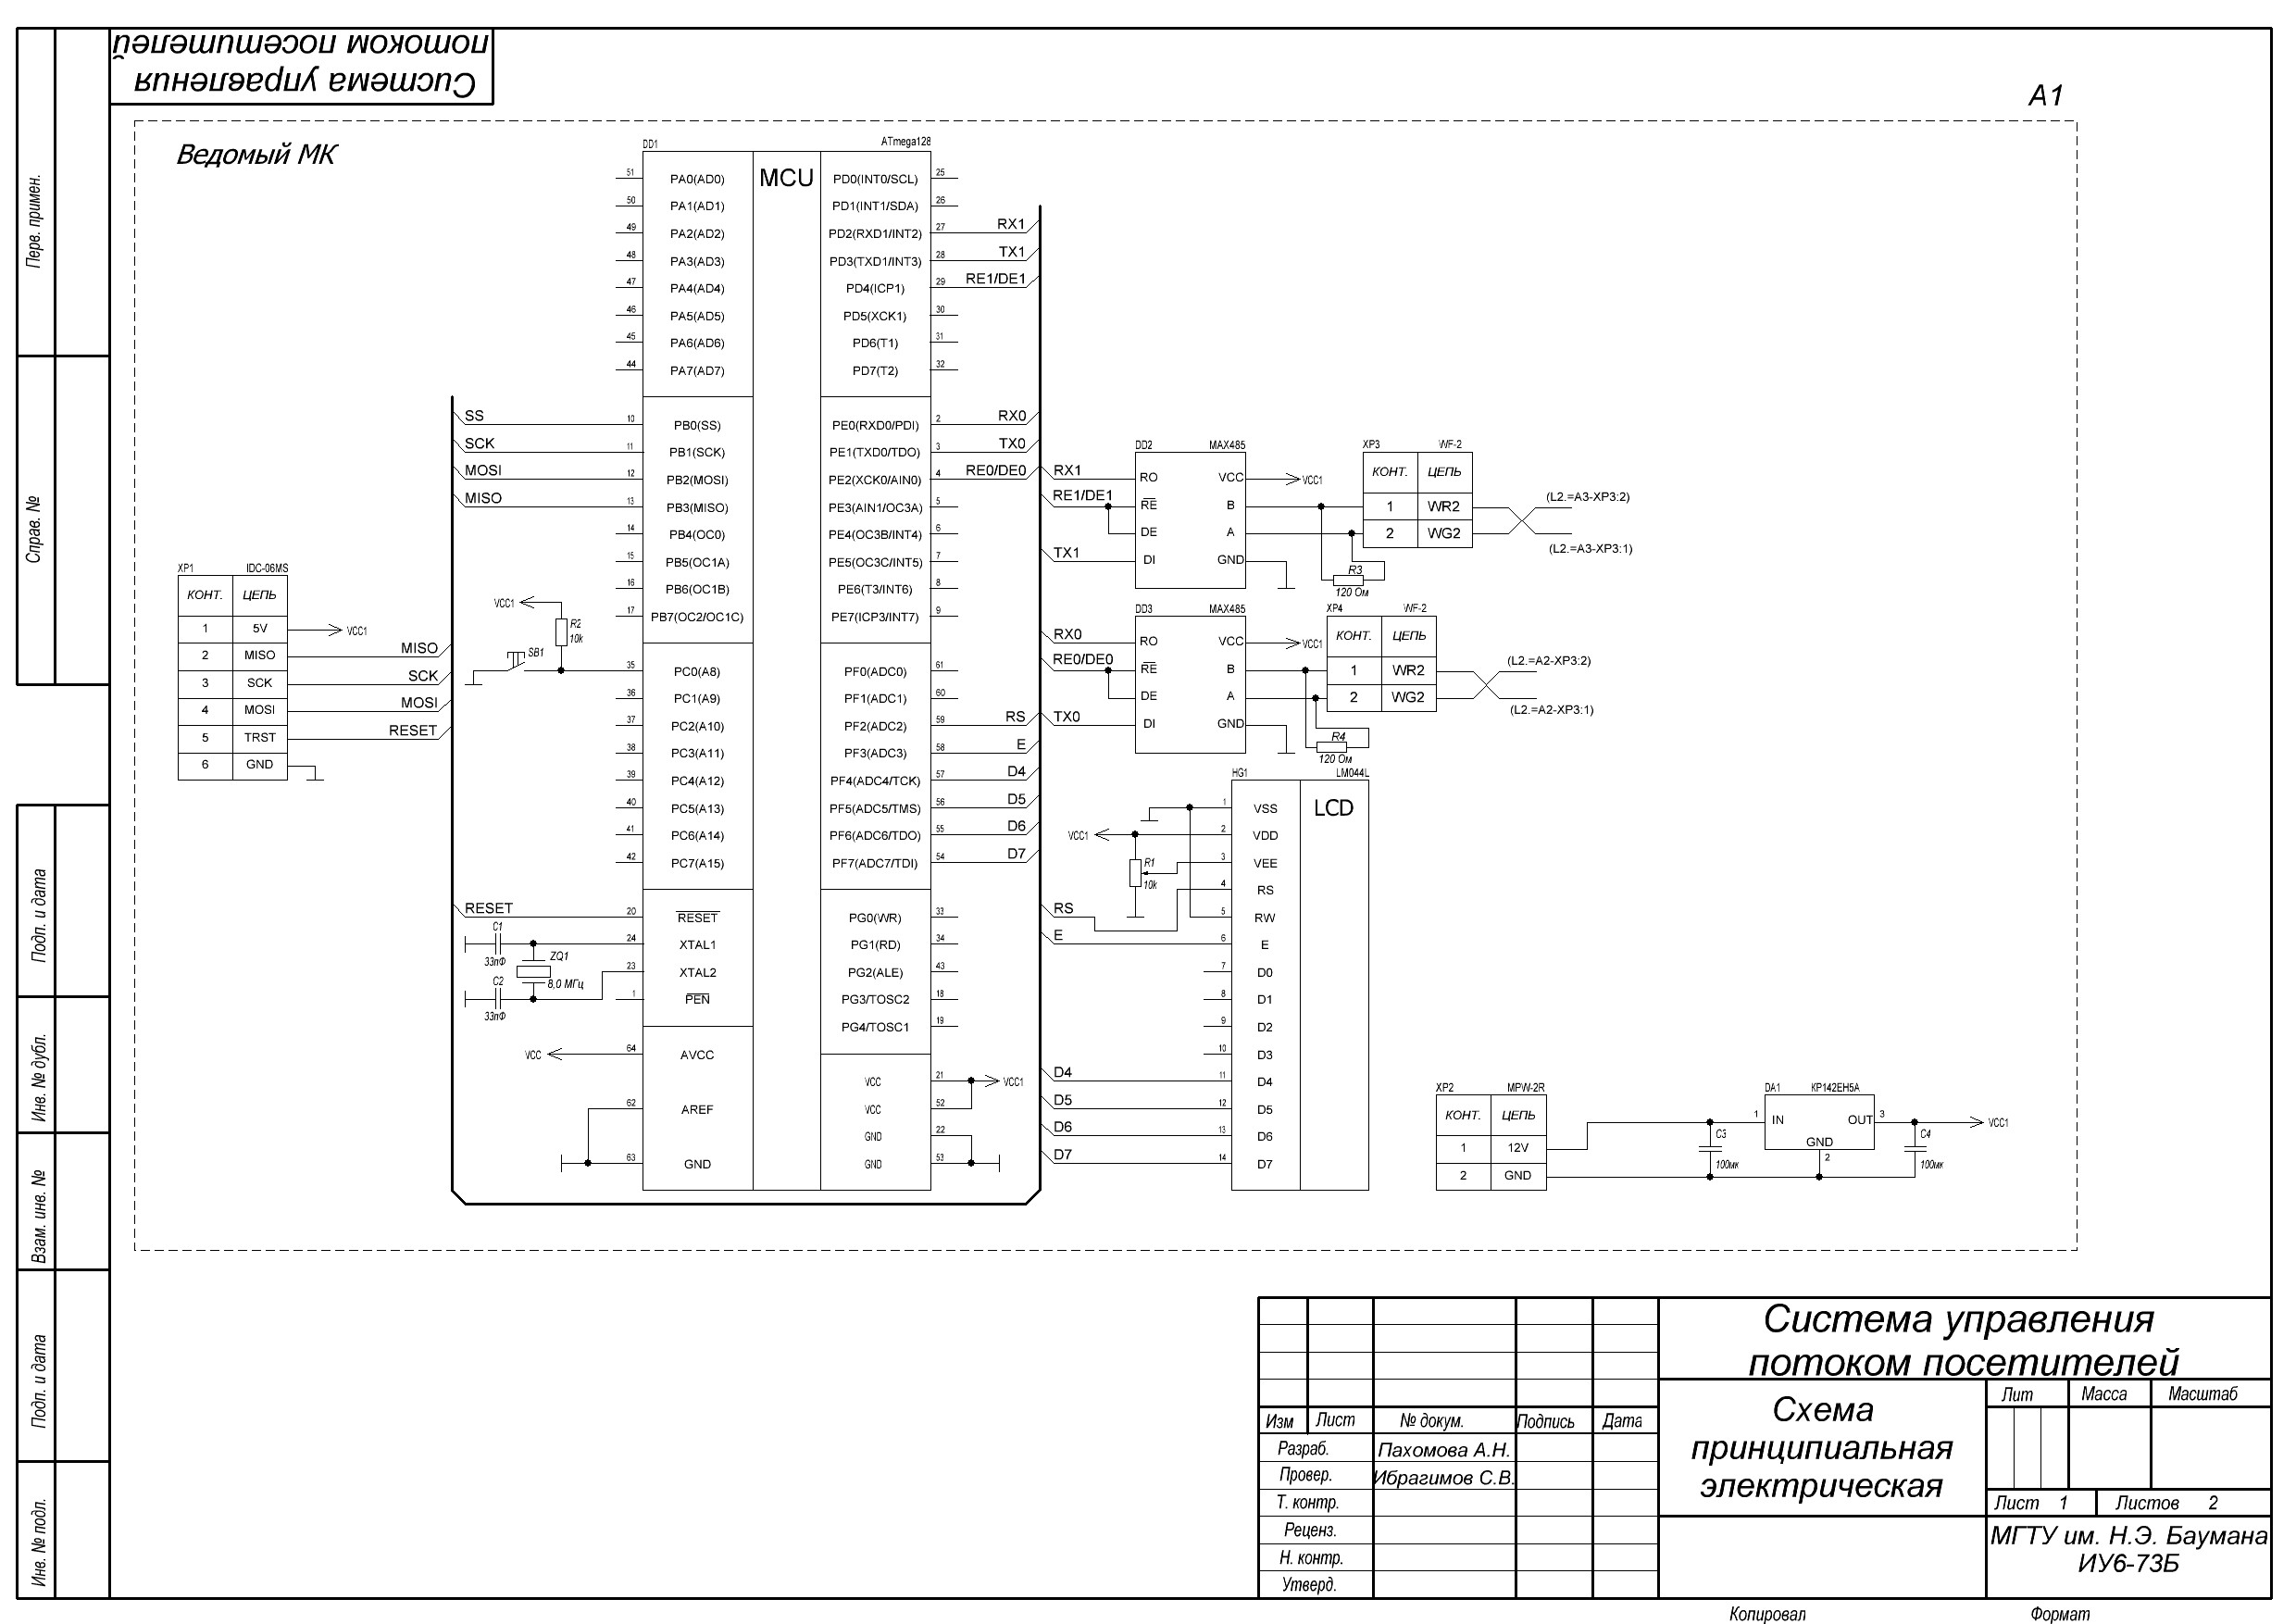 Система управления
потоком посетителей
A1
Ведомый МК
Перв. примен.
Справ. №
Подп. и дата
Инв. № дубл.
Взам. инв. №
Подп. и дата
Инв. № подл.
DD1 ATmega128
MCU
51 PA0(AD0) PD0(INT0/SCL) 25
50 PA1(AD1) PD1(INT1/SDA) 26
49 PA2(AD2) PD2(RXD1/INT2) 27 RX1
48 PA3(AD3) PD3(TXD1/INT3) 28 TX1
47 PA4(AD4) PD4(ICP1) 29 RE1/DE1
46 PA5(AD5) PD5(XCK1) 30
45 PA6(AD6) PD6(T1) 31
44 PA7(AD7) PD7(T2) 32
SS 10 PB0(SS) PE0(RXD0/PDI) 2 RX0
SCK 11 PB1(SCK) PE1(TXD0/TDO) 3 TX0
MOSI 12 PB2(MOSI) PE2(XCK0/AIN0) 4 RE0/DE0
MISO 13 PB3(MISO) PE3(AIN1/OC3A) 5
14 PB4(OC0) PE4(OC3B/INT4) 6
15 PB5(OC1A) PE5(OC3C/INT5) 7
16 PB6(OC1B) PE6(T3/INT6) 8
17 PB7(OC2/OC1C) PE7(ICP3/INT7) 9
35 PC0(A8) PF0(ADC0) 61
36 PC1(A9) PF1(ADC1) 60
37 PC2(A10) PF2(ADC2) 59 RS
38 PC3(A11) PF3(ADC3) 58 E
39 PC4(A12) PF4(ADC4/TCK) 57 D4
40 PC5(A13) PF5(ADC5/TMS) 56 D5
41 PC6(A14) PF6(ADC6/TDO) 55 D6
42 PC7(A15) PF7(ADC7/TDI) 54 D7
RESET 20 RESET PG0(WR) 33
24 XTAL1 PG1(RD) 34
23 XTAL2 PG2(ALE) 43
1 PEN PG3/TOSC2 18
PG4/TOSC1 19
VCC 64 AVCC
VCC 21 VCC1
62 AREF VCC 52
GND 22
63 GND GND 53
XP1 IDC-06MS
КОНТ. ЦЕПЬ
1 5V VCC1
2 MISO MISO
3 SCK SCK
4 MOSI MOSI
5 TRST RESET
6 GND
VCC1
R2
10k
SB1
C1
33пФ
ZQ1
8,0 МГц
C2
33пФ
DD2 MAX485
RX1 RO VCC VCC1
RE1/DE1 RE B
DE A
TX1 DI GND
XP3 WF-2
КОНТ. ЦЕПЬ
1 WR2 (L2.=A3-XP3:2)
2 WG2 (L2.=A3-XP3:1)
R3
120 Ом
DD3 MAX485
RX0 RO VCC VCC1
RE0/DE0 RE B
DE A
TX0 DI GND
XP4 WF-2
КОНТ. ЦЕПЬ
1 WR2 (L2.=A2-XP3:2)
2 WG2 (L2.=A2-XP3:1)
R4
120 Ом
HG1 LM044L
LCD
1 VSS
VCC1 2 VDD
R1
10k
3 VEE
4 RS
RS 5 RW
E 6 E
7 D0
8 D1
9 D2
10 D3
D4 11 D4
D5 12 D5
D6 13 D6
D7 14 D7
XP2 MPW-2R
КОНТ. ЦЕПЬ
1 12V
2 GND
C3
100мк
DA1 КР142ЕН5А
1 IN OUT 3
GND
2
C4
100мк
VCC1
Система управления
потоком посетителей
Схема
принципиальная
электрическая
Лит Масса Масштаб
Изм Лист № докум. Подпись Дата
Разраб. Пахомова А.Н.
Провер. Ибрагимов С.В.
Т. контр.
Реценз.
Н. контр.
Утверд.
Лист 1 Листов 2
МГТУ им. Н.Э. Баумана
ИУ6-73Б
Копировал Формат